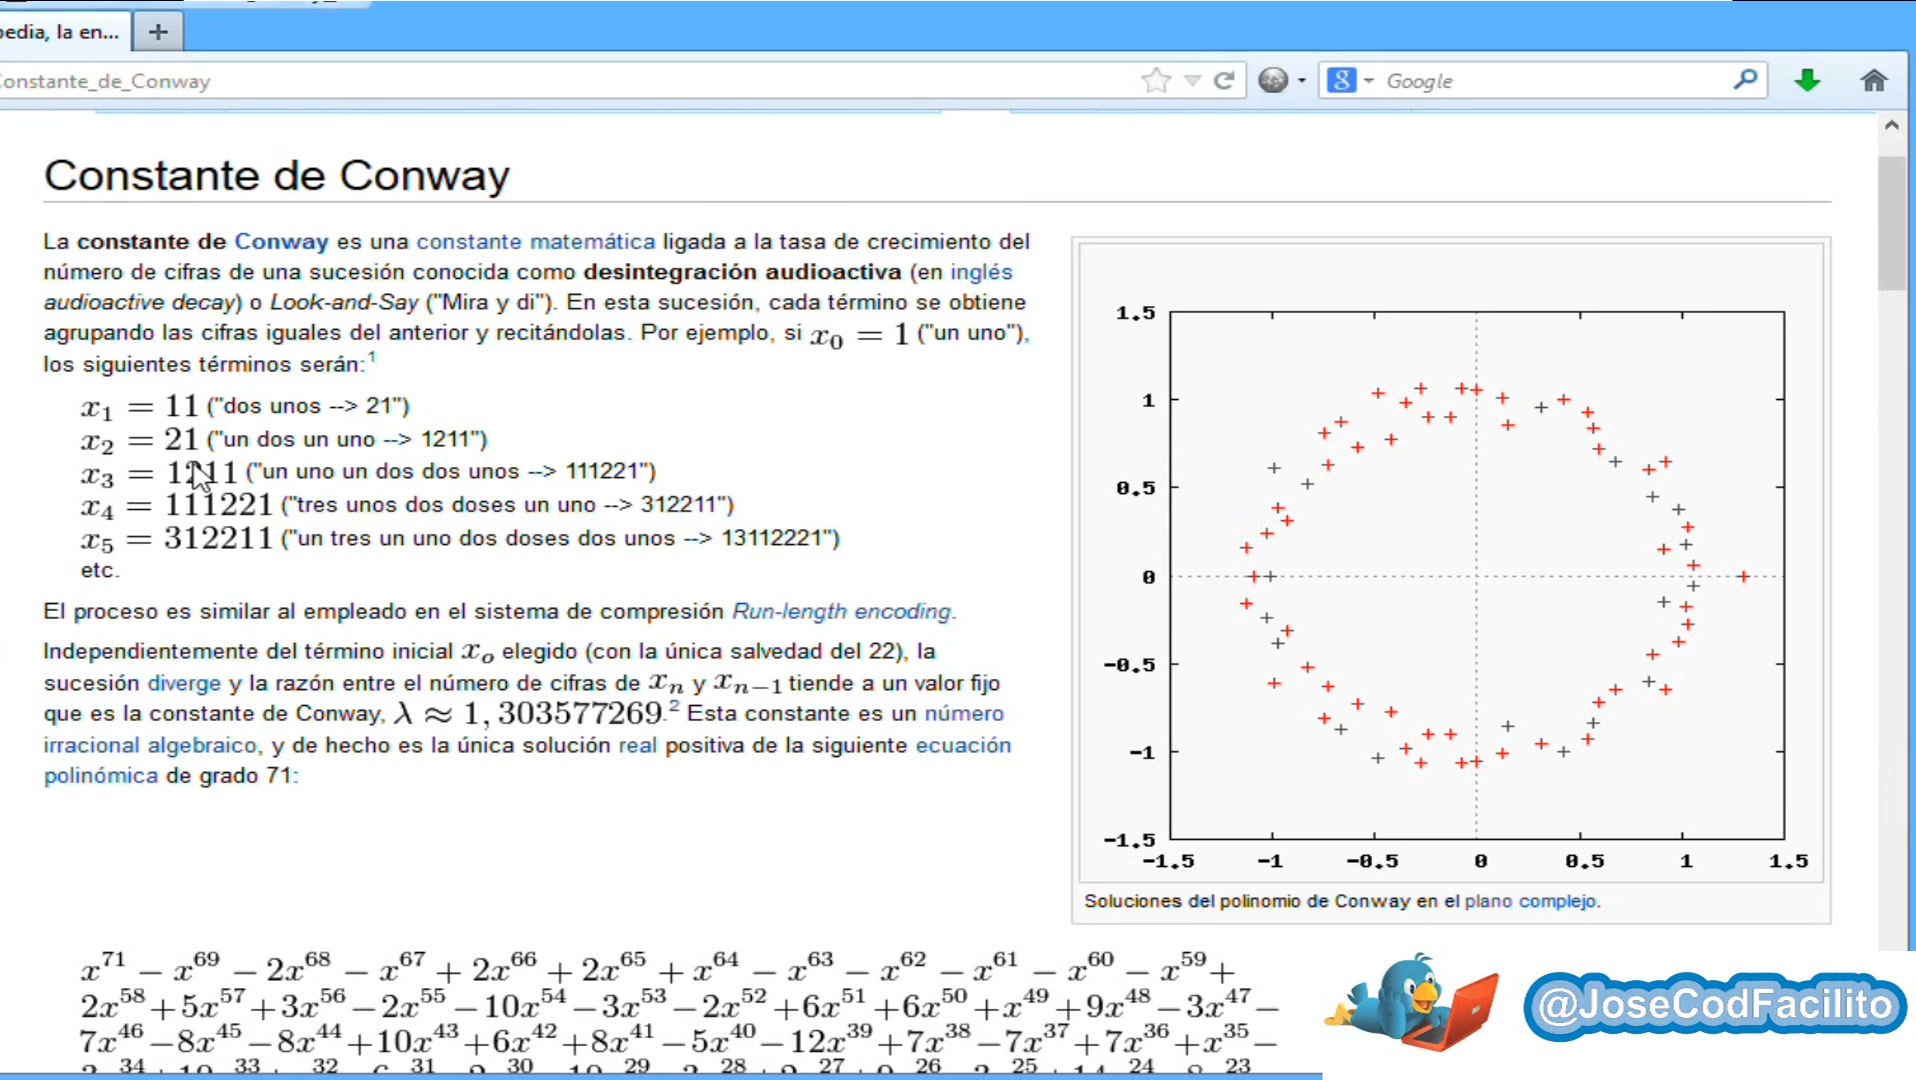 pedia, la en...
Constante_de_Conway
Google
Constante de Conway
La constante de Conway es una constante matemática ligada a la tasa de crecimiento del
número de cifras de una sucesión conocida como desintegración audioactiva (en inglés
audioactive decay) o Look-and-Say ("Mira y di"). En esta sucesión, cada término se obtiene
agrupando las cifras iguales del anterior y recitándolas. Por ejemplo, si x₀ = 1 ("un uno"),
los siguientes términos serán:¹
x₁ = 11 ("dos unos --> 21")
x₂ = 21 ("un dos un uno --> 1211")
x₃ = 1211 ("un uno un dos dos unos --> 111221")
x₄ = 111221 ("tres unos dos doses un uno --> 312211")
x₅ = 312211 ("un tres un uno dos doses dos unos --> 13112221")
etc.
El proceso es similar al empleado en el sistema de compresión Run-length encoding.
Independientemente del término inicial xₒ elegido (con la única salvedad del 22), la
sucesión diverge y la razón entre el número de cifras de xₙ y xₙ₋₁ tiende a un valor fijo
que es la constante de Conway, λ ≈ 1,303577269.² Esta constante es un número
irracional algebraico, y de hecho es la única solución real positiva de la siguiente ecuación
polinómica de grado 71:
1.5
1
0.5
0
-0.5
-1
-1.5
-1.5 -1 -0.5 0 0.5 1 1.5
Soluciones del polinomio de Conway en el plano complejo.
x⁷¹ − x⁶⁹ − 2x⁶⁸ − x⁶⁷ + 2x⁶⁶ + 2x⁶⁵ + x⁶⁴ − x⁶³ − x⁶² − x⁶¹ − x⁶⁰ − x⁵⁹+
2x⁵⁸ + 5x⁵⁷ + 3x⁵⁶ − 2x⁵⁵ − 10x⁵⁴ − 3x⁵³ − 2x⁵² + 6x⁵¹ + 6x⁵⁰ + x⁴⁹ + 9x⁴⁸ − 3x⁴⁷ −
7x⁴⁶ − 8x⁴⁵ − 8x⁴⁴ + 10x⁴³ + 6x⁴² + 8x⁴¹ − 5x⁴⁰ − 12x³⁹ + 7x³⁸ − 7x³⁷ + 7x³⁶ + x³⁵ −
@JoseCodFacilito